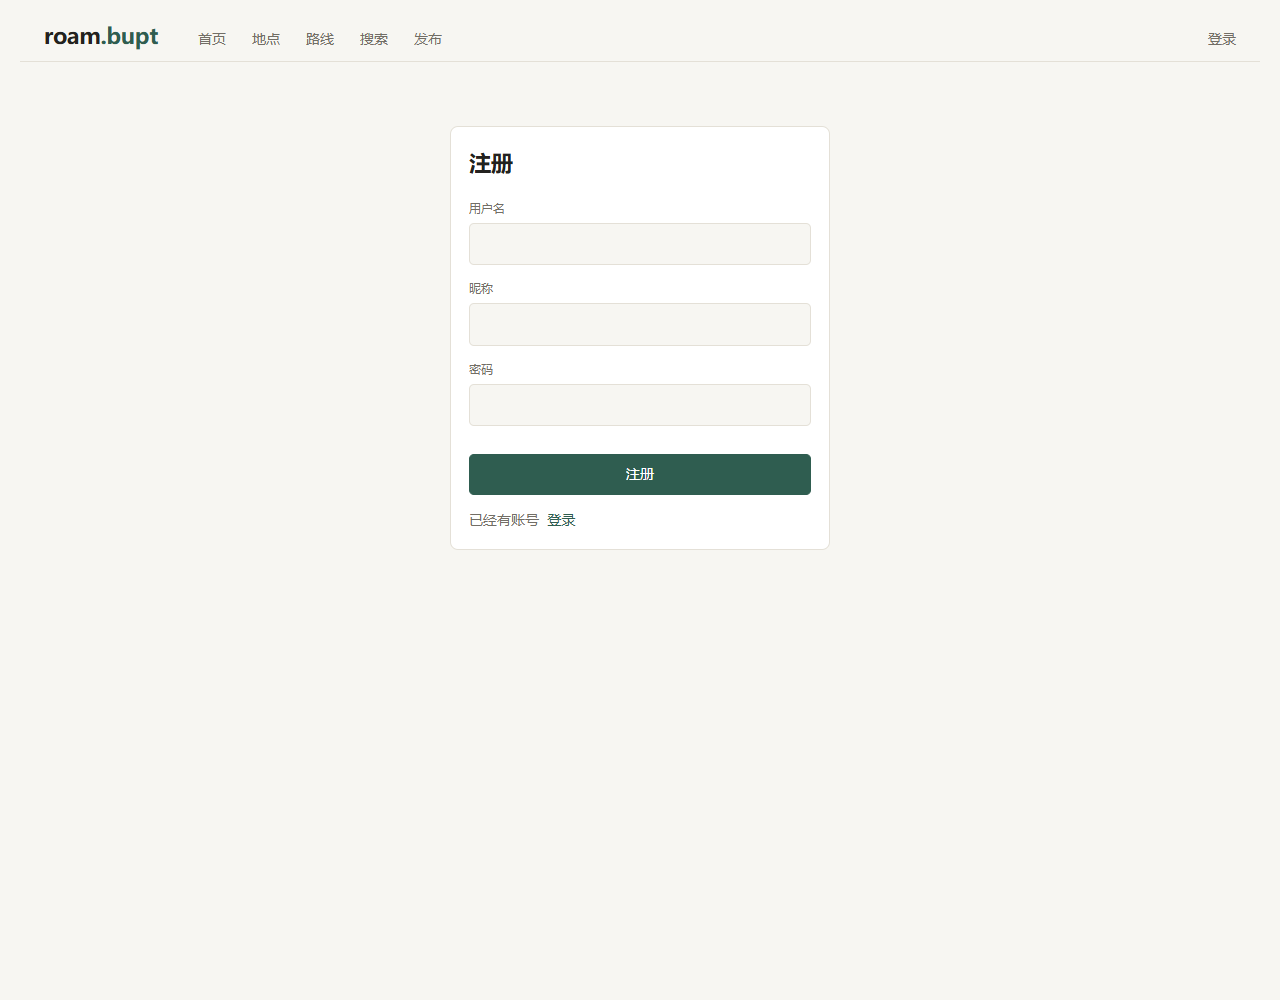 roam.bupt 首页 地点 路线 搜索 发布 登录
注册
用户名
昵称
密码
注册
已经有账号 登录